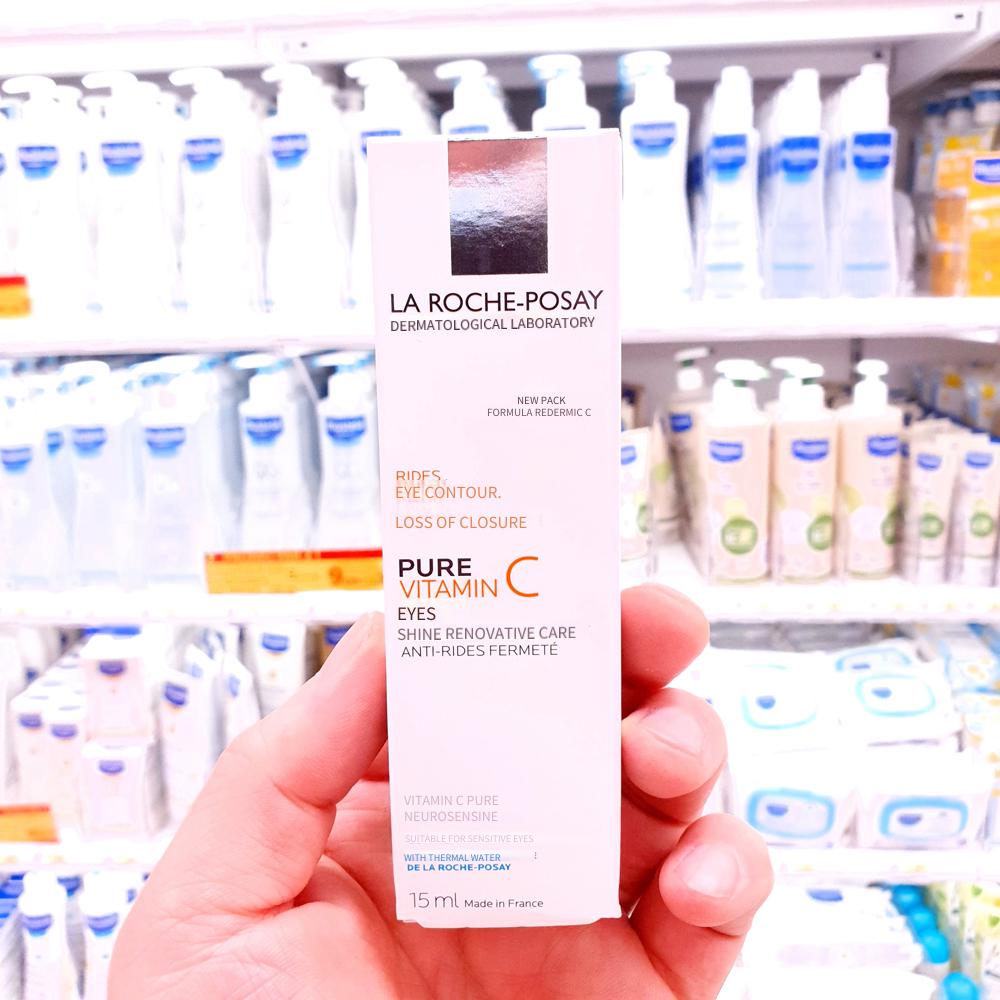 LA ROCHE-POSAY
DERMATOLOGICAL LABORATORY
NEW PACK
FORMULA REDERMIC C
RIDES,
EYE CONTOUR.
LOSS OF CLOSURE
PURE
VITAMIN C
EYES
SHINE RENOVATIVE CARE
ANTI-RIDES FERMETÉ
VITAMIN C PURE
NEUROSENSINE
SUITABLE FOR SENSITIVE EYES
WITH THERMAL WATER
DE LA ROCHE-POSAY
15 ml Made in France